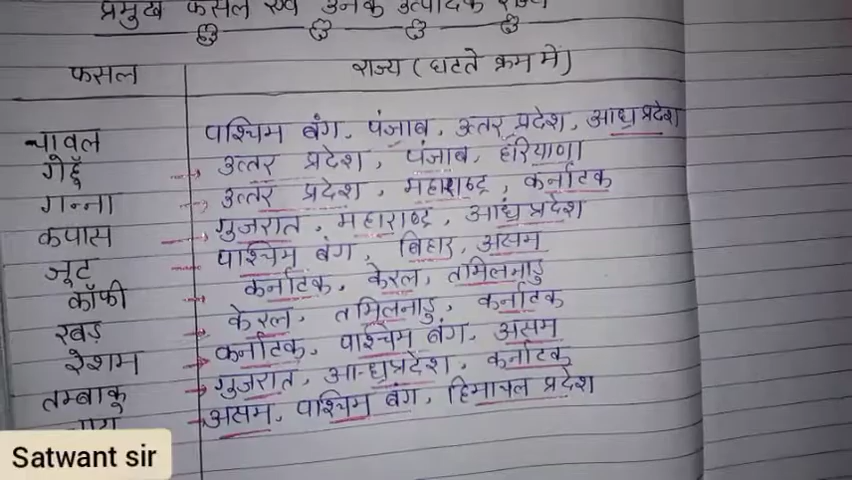 प्रमुख फसल एवं उनके उत्पादक राज्य
फसल राज्य (घटते क्रम में)
चावल पश्चिम बंग, पंजाब, उत्तर प्रदेश, आंध्र प्रदेश
गेहूँ उत्तर प्रदेश, पंजाब, हरियाणा
गन्ना उत्तर प्रदेश, महाराष्ट्र, कर्नाटक
कपास गुजरात, महाराष्ट्र, आंध्र प्रदेश
जूट पश्चिम बंग, बिहार, असम
कॉफी कर्नाटक, केरल, तमिलनाडु
रबड़ केरल, तमिलनाडु, कर्नाटक
रेशम कर्नाटक, पश्चिम बंग, असम
तम्बाकू गुजरात, आन्ध्रप्रदेश, कर्नाटक
असम, पश्चिम बंग, हिमाचल प्रदेश
Satwant sir